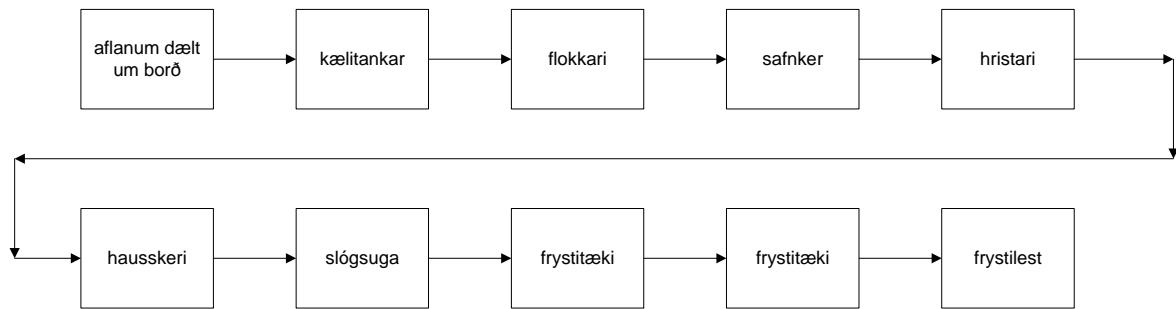 aflanum dælt
um borð
kælitankar
flokkari
safnker
hristari
hausskeri
slógsuga
frystitæki
frystitæki
frystilest